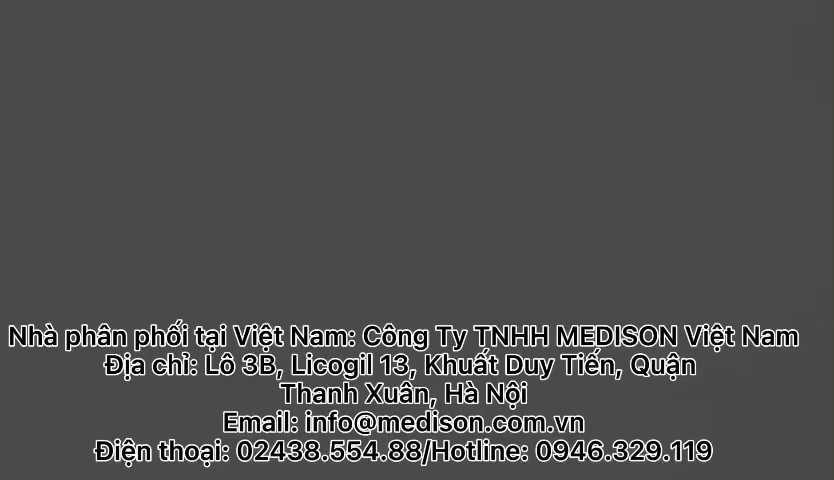 Nhà phân phối tại Việt Nam: Công Ty TNHH MEDISON Việt Nam
Địa chỉ: Lô 3B, Licogil 13, Khuất Duy Tiến, Quận
Thanh Xuân, Hà Nội
Email: info@medison.com.vn
Điện thoại: 02438.554.88/Hotline: 0946.329.119